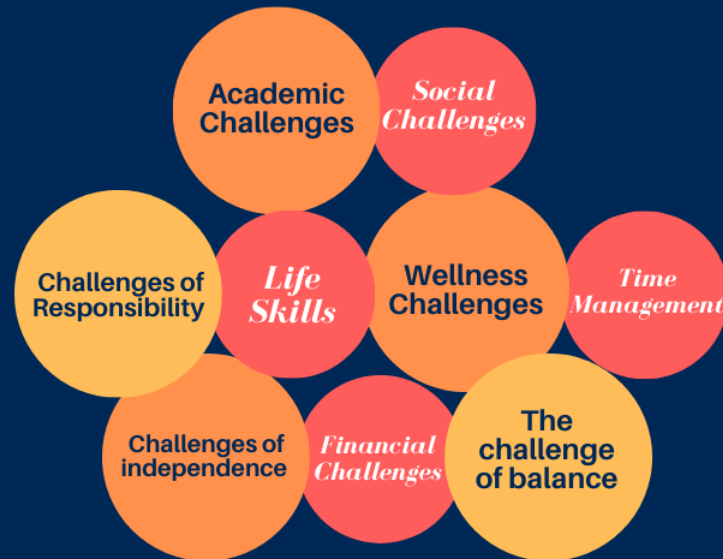 Academic
Challenges
Social
Challenges
Challenges of
Responsibility
Life
Skills
Wellness
Challenges
Time
Management
Challenges of
independence
Financial
Challenges
The
challenge
of balance